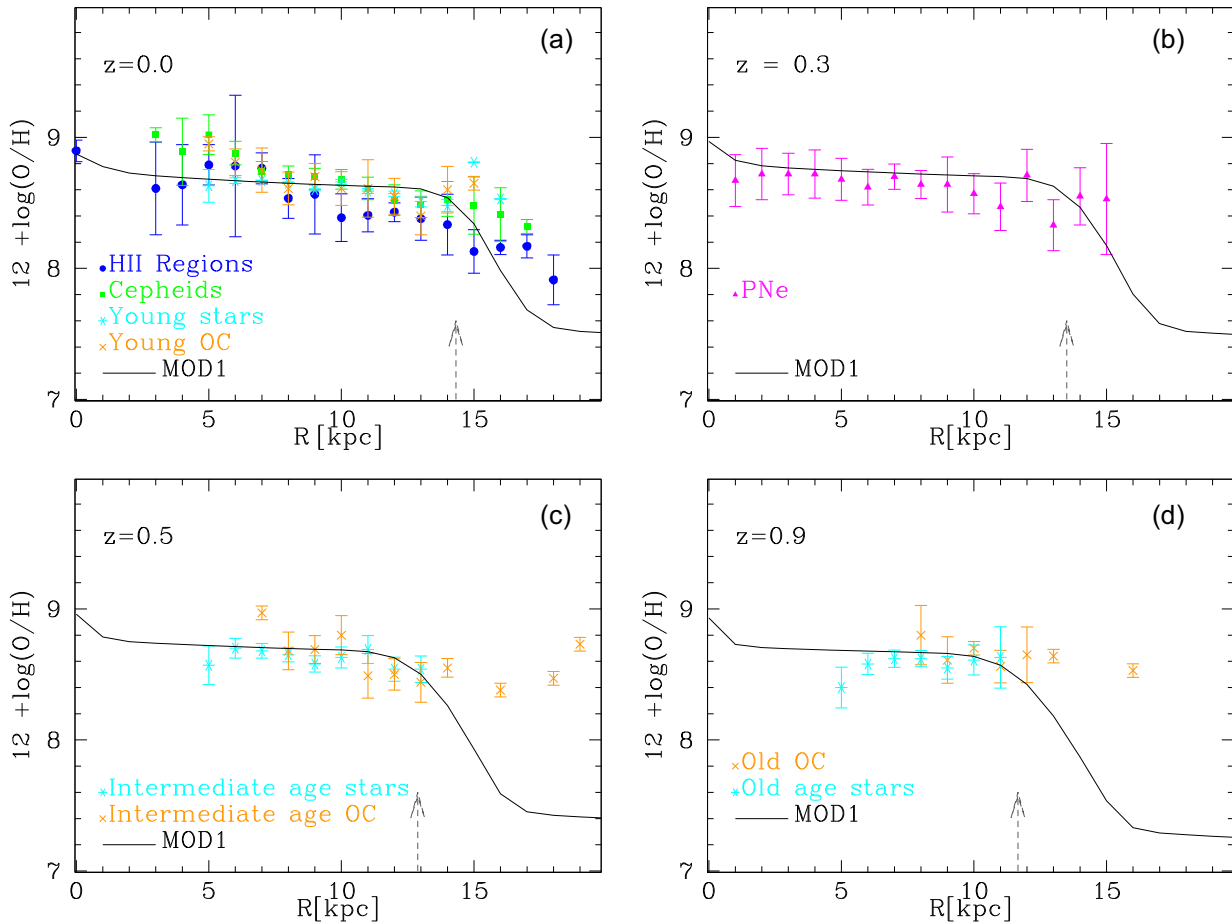 (a)
z=0.0
12 +log(O/H)
9
8
7
HII Regions
Cepheids
Young stars
Young OC
MOD1
0 5 10 15
R[kpc]
(b)
z = 0.3
12 +log(O/H)
9
8
7
PNe
MOD1
0 5 10 15
R[kpc]
(c)
z=0.5
12 +log(O/H)
9
8
7
Intermediate age stars
Intermediate age OC
MOD1
0 5 10 15
R[kpc]
(d)
z=0.9
12 +log(O/H)
9
8
7
Old OC
Old age stars
MOD1
0 5 10 15
R[kpc]